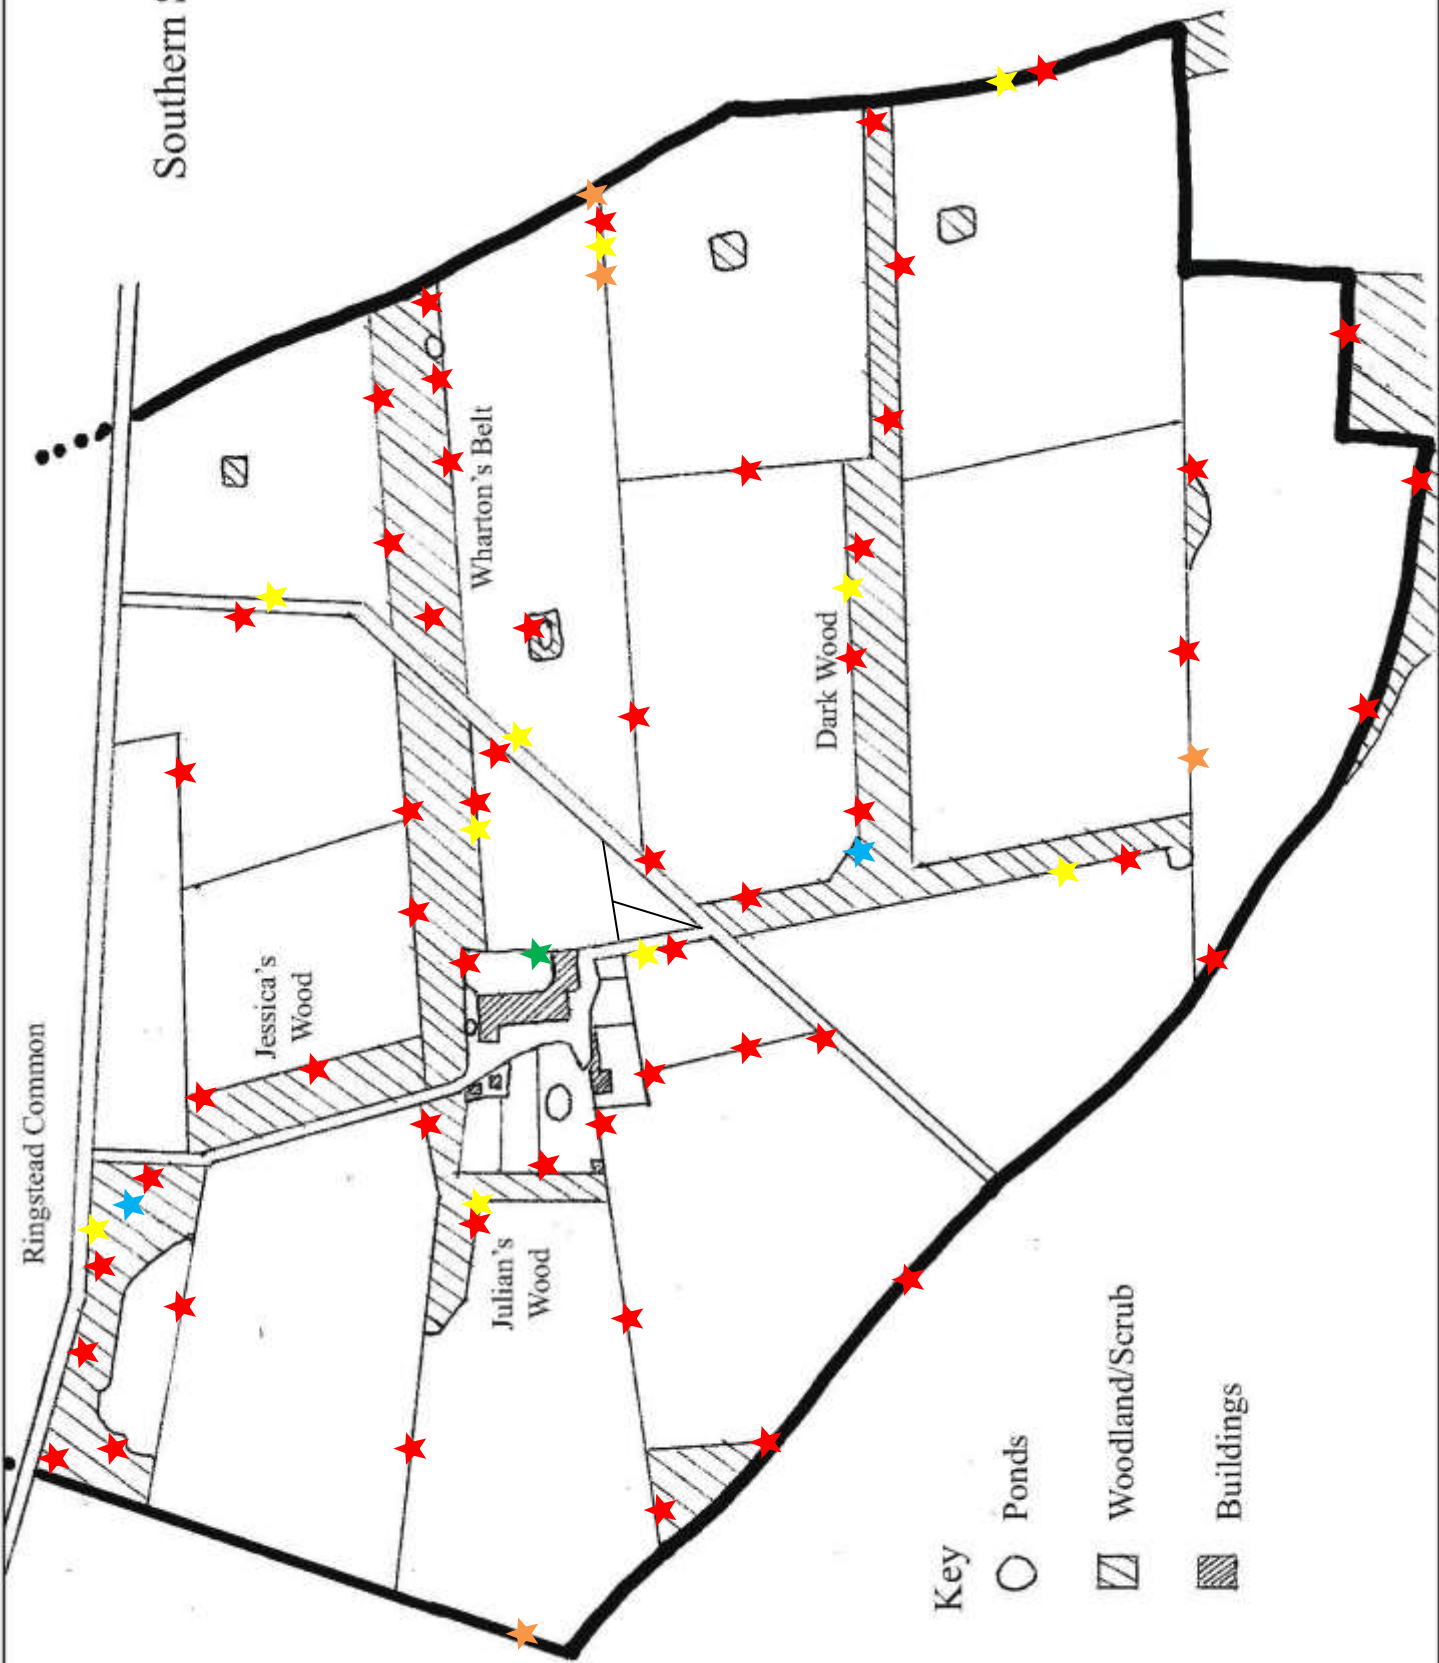 Southern S
Ringstead Common
Jessica's
Wood
Wharton's Belt
Dark Wood
Julian's
Wood
Key
Ponds
Woodland/Scrub
Buildings